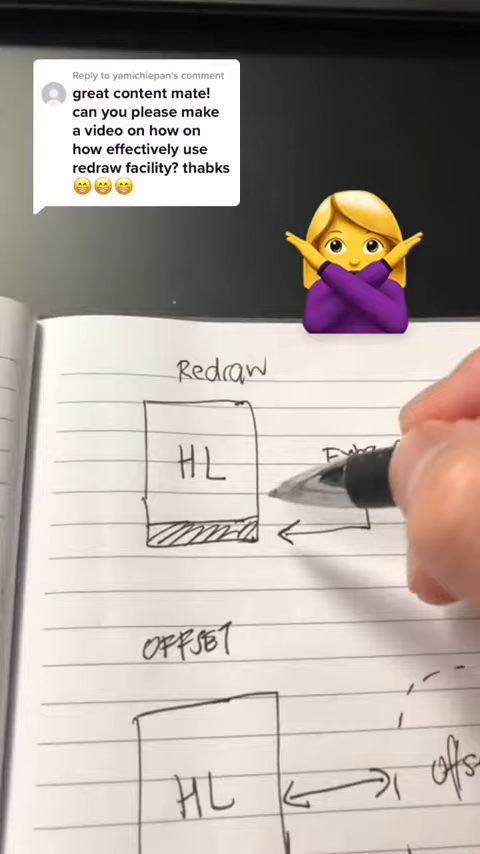 Reply to yamichiepan's comment
great content mate!
can you please make
a video on how on
how effectively use
redraw facility? thabks
😁😁😁
Redraw
HL
OFFSET
HL